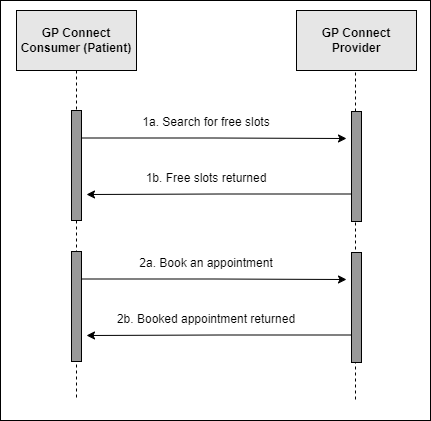 GP Connect
Consumer (Patient)
GP Connect
Provider
1a. Search for free slots
1b. Free slots returned
2a. Book an appointment
2b. Booked appointment returned